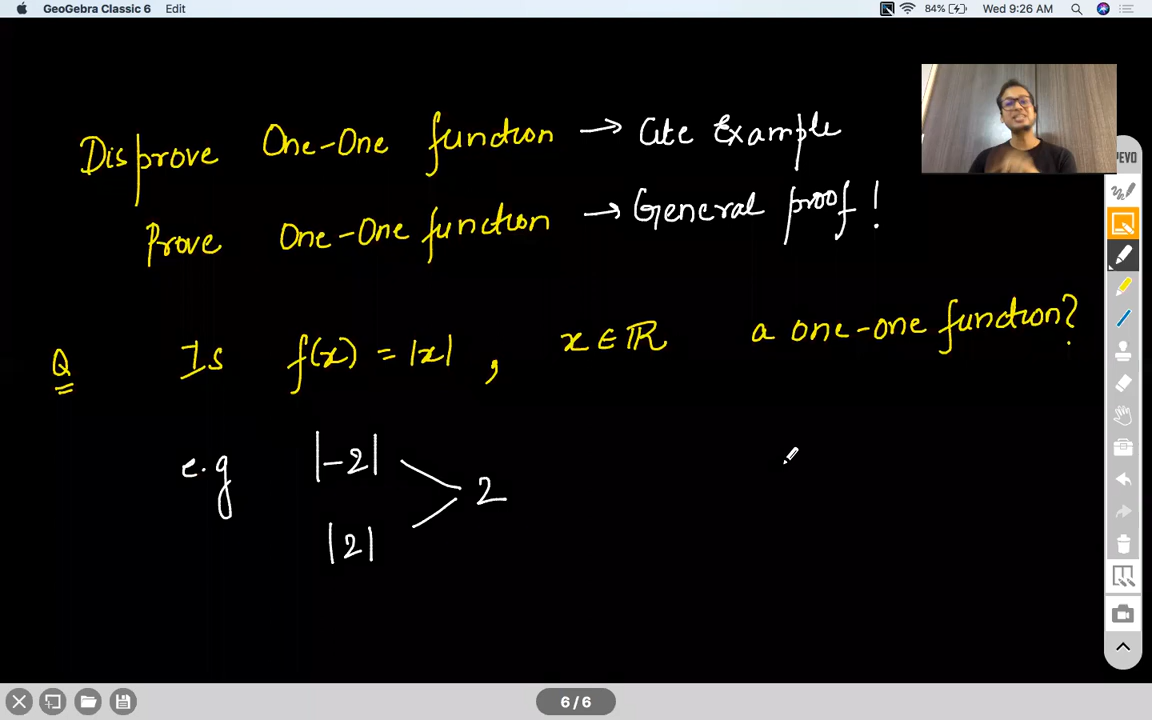 GeoGebra Classic 6 Edit 84% Wed 9:26 AM
Disprove One-One function → Cite Example
Prove One-One function → General proof!
Q Is f(x) = |x|, x ∈ ℝ a one-one function?
e.g |-2|
2
|2|
6/6